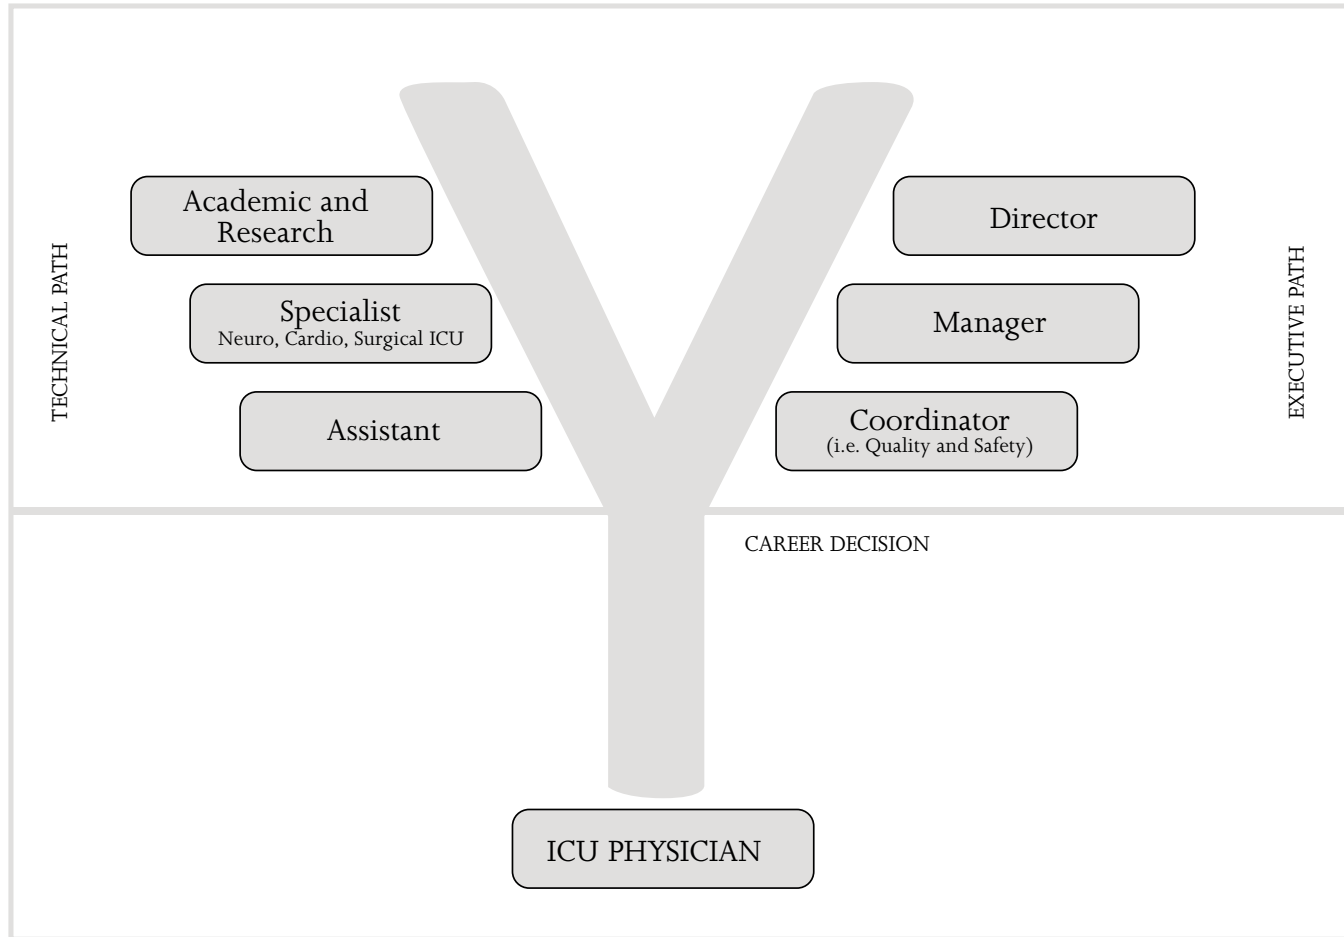 TECHNICAL PATH
Academic and
Research
Specialist
Neuro, Cardio, Surgical ICU
Assistant
Director
Manager
Coordinator
(i.e. Quality and Safety)
EXECUTIVE PATH
CAREER DECISION
ICU PHYSICIAN